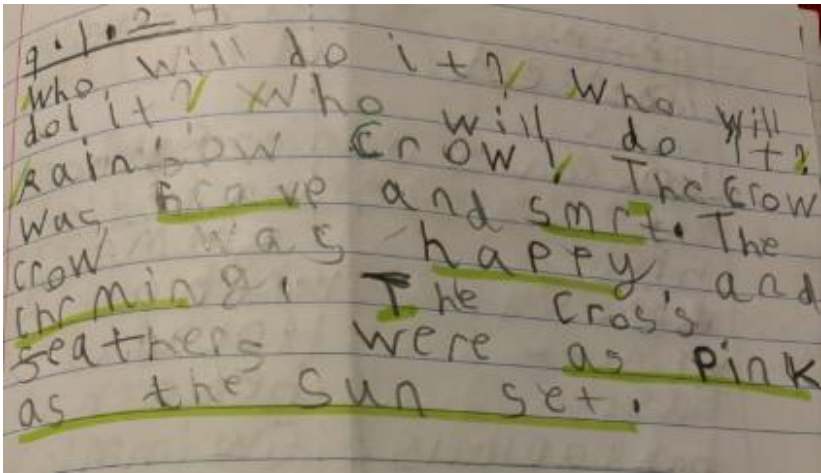 9.1.24
Who will do it? Who will
do it? Who will do it?
Rainbow Crow! The Crow
was brave and smrt. The
crow was happy and
chrming. The cros's
feathers were as pink
as the sun set.